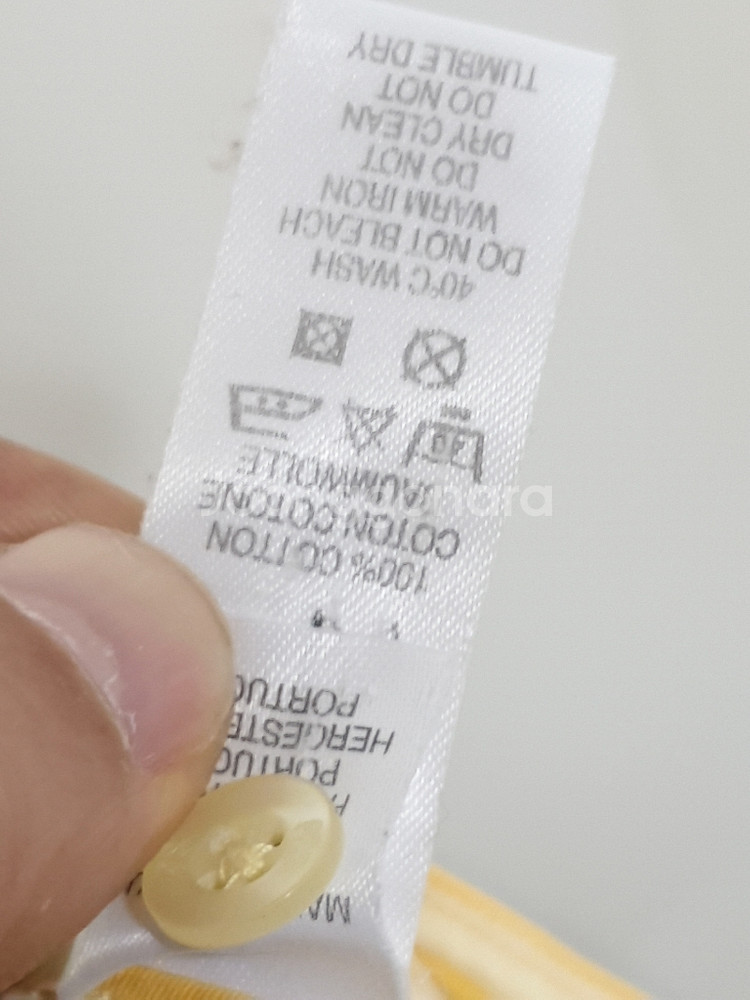 100% COTTON
COTON COTONE
BAUMWOLLE
40
40°C WASH
DO NOT BLEACH
WARM IRON
DO NOT
DRY CLEAN
DO NOT
TUMBLE DRY